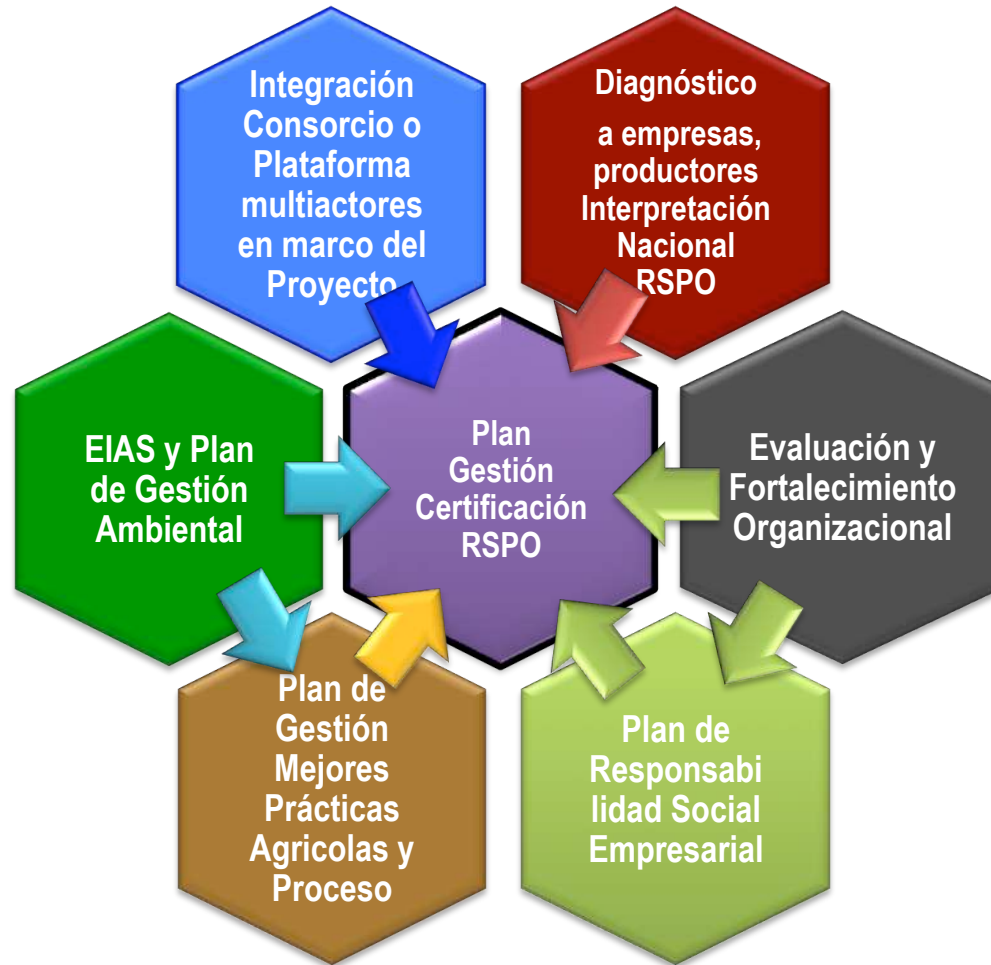 Integración
Consorcio o
Plataforma
multiactores
en marco del
Proyecto
Diagnóstico
a empresas,
productores
Interpretación
Nacional
RSPO
EIAS y Plan
de Gestión
Ambiental
Plan
Gestión
Certificación
RSPO
Evaluación y
Fortalecimiento
Organizacional
Plan de
Gestión
Mejores
Prácticas
Agricolas y
Proceso
Plan de
Responsabi
lidad Social
Empresarial